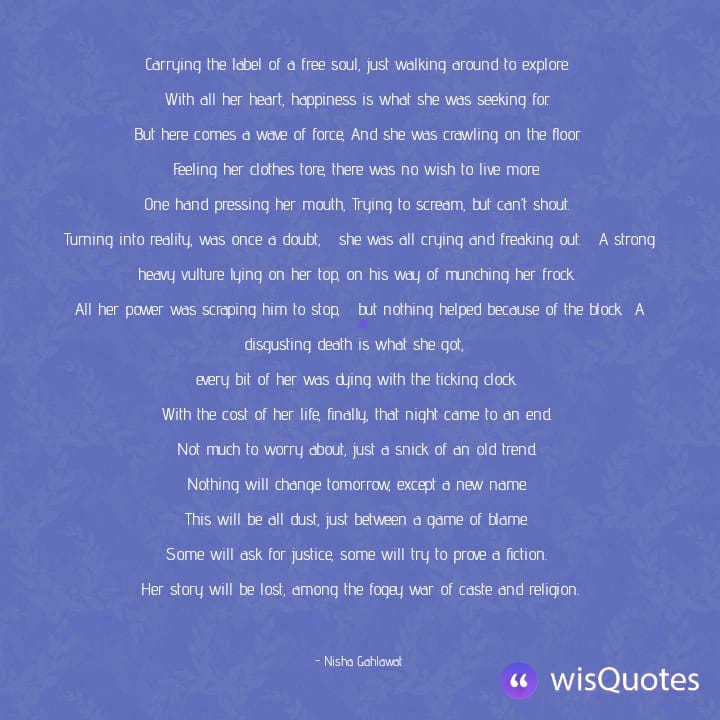 Carrying the label of a free soul, just walking around to explore.
With all her heart, happiness is what she was seeking for.
But here comes a wave of force, And she was crawling on the floor.
Feeling her clothes tore, there was no wish to live more.
One hand pressing her mouth, Trying to scream, but can't shout.
Turning into reality, was once a doubt, she was all crying and freaking out. A strong
heavy vulture lying on her top, on his way of munching her frock.
All her power was scraping him to stop, but nothing helped because of the block. A
disgusting death is what she got,
every bit of her was dying with the ticking clock.
With the cost of her life, finally, that night came to an end.
Not much to worry about, just a snick of an old trend.
Nothing will change tomorrow, except a new name.
This will be all dust, just between a game of blame.
Some will ask for justice, some will try to prove a fiction.
Her story will be lost, among the fogey war of caste and religion.
- Nisha Gahlawat
wisQuotes